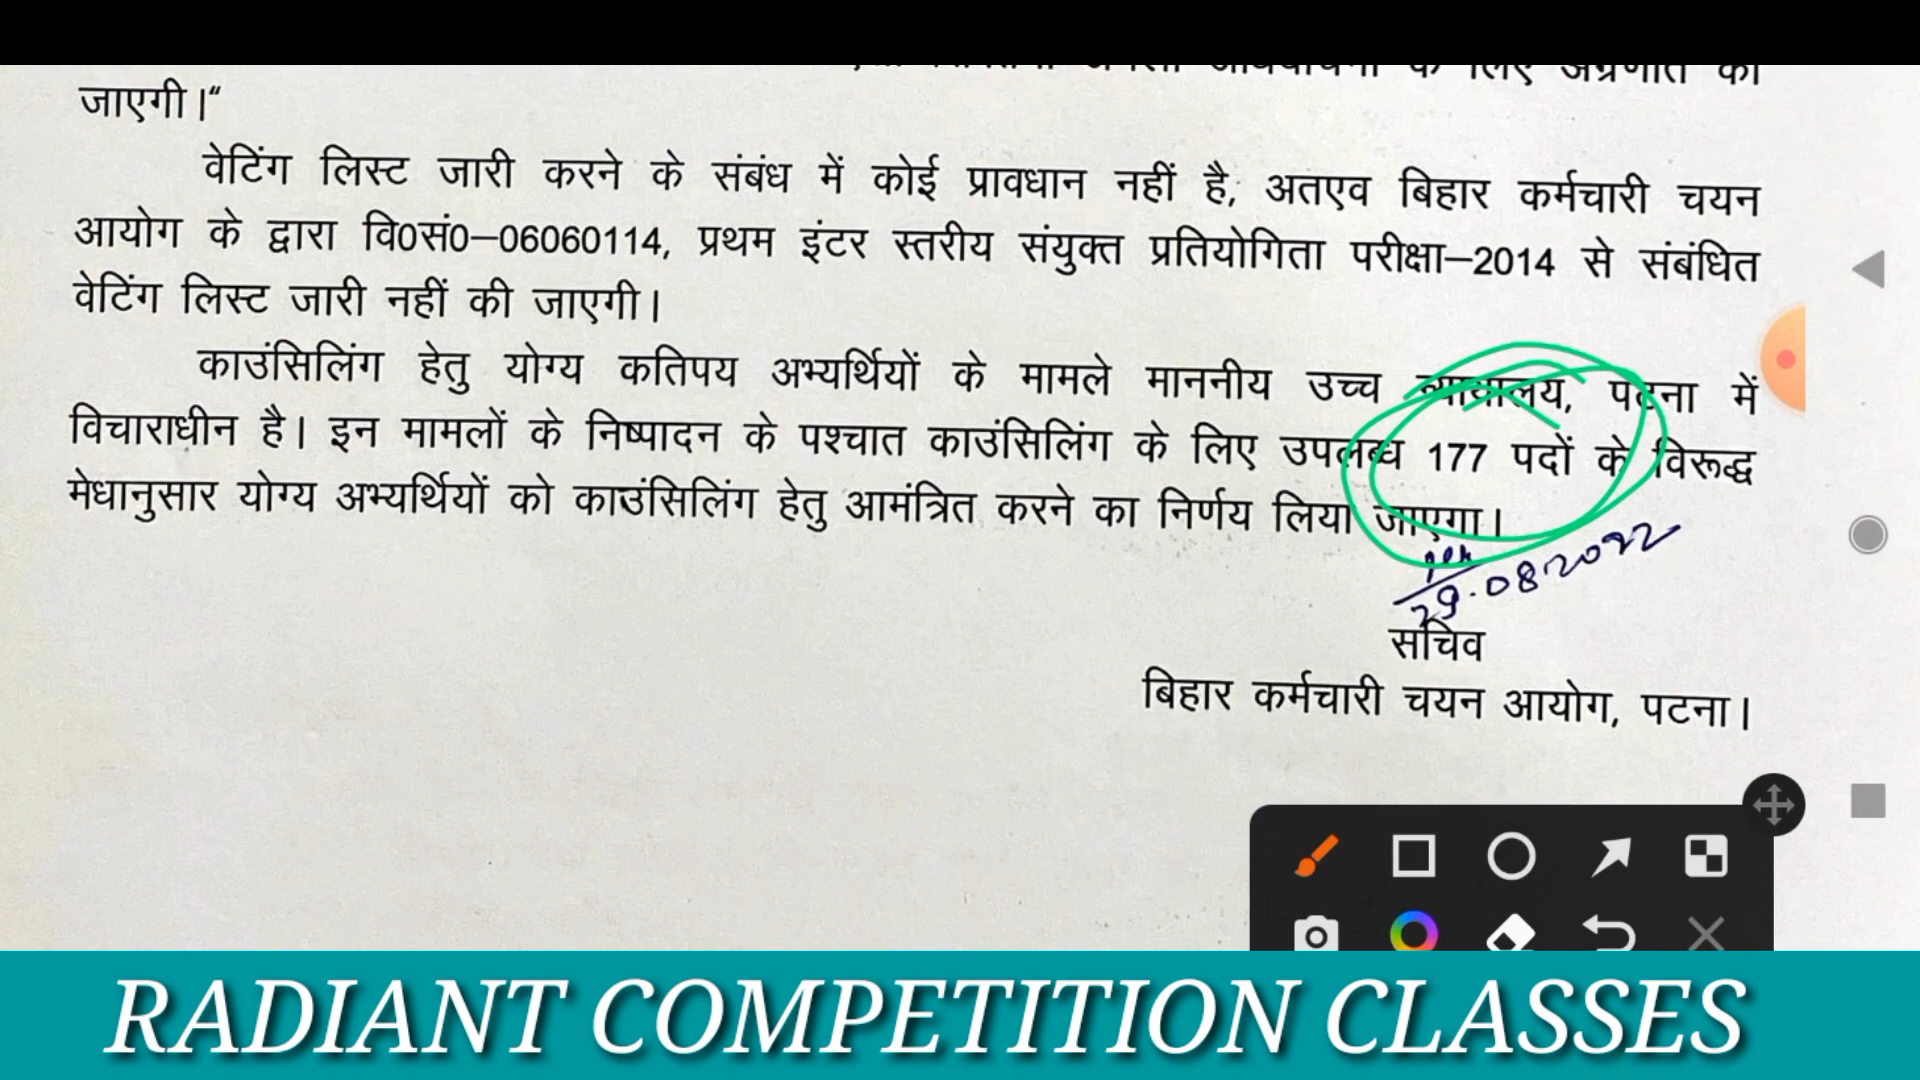 के लिए अग्रणीत की
जाएगी।“
वेटिंग लिस्ट जारी करने के संबंध में कोई प्रावधान नहीं है, अतएव बिहार कर्मचारी चयन
आयोग के द्वारा वि0सं0–06060114, प्रथम इंटर स्तरीय संयुक्त प्रतियोगिता परीक्षा–2014 से संबंधित
वेटिंग लिस्ट जारी नहीं की जाएगी।
काउंसिलिंग हेतु योग्य कतिपय अभ्यर्थियों के मामले माननीय उच्च न्यायालय, पटना में
विचाराधीन है। इन मामलों के निष्पादन के पश्चात काउंसिलिंग के लिए उपलब्ध 177 पदों के विरूद्ध
मेधानुसार योग्य अभ्यर्थियों को काउंसिलिंग हेतु आमंत्रित करने का निर्णय लिया जाएगा।
29.08.2022
सचिव
बिहार कर्मचारी चयन आयोग, पटना।
RADIANT COMPETITION CLASSES